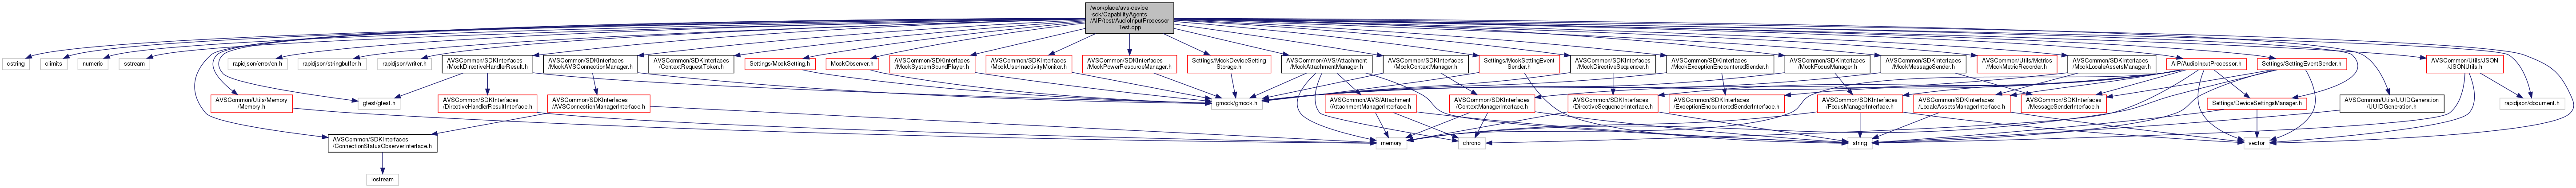 /workplace/avs-device
-sdk/CapabilityAgents
/AIP/test/AudioInputProcessor
Test.cpp
cstring
climits
numeric
sstream
rapidjson/error/en.h
rapidjson/stringbuffer.h
rapidjson/writer.h
AVSCommon/SDKInterfaces
/MockDirectiveHandlerResult.h
AVSCommon/SDKInterfaces
/MockAVSConnectionManager.h
AVSCommon/SDKInterfaces
/ContextRequestToken.h
Settings/MockSetting.h
MockObserver.h
AVSCommon/SDKInterfaces
/MockSystemSoundPlayer.h
AVSCommon/SDKInterfaces
/MockUserInactivityMonitor.h
AVSCommon/SDKInterfaces
/MockPowerResourceManager.h
Settings/MockDeviceSetting
Storage.h
AVSCommon/AVS/Attachment
/MockAttachmentManager.h
AVSCommon/SDKInterfaces
/MockContextManager.h
Settings/MockSettingEvent
Sender.h
AVSCommon/SDKInterfaces
/MockDirectiveSequencer.h
AVSCommon/SDKInterfaces
/MockExceptionEncounteredSender.h
AVSCommon/SDKInterfaces
/MockFocusManager.h
AVSCommon/SDKInterfaces
/MockMessageSender.h
AVSCommon/Utils/Metrics
/MockMetricRecorder.h
AVSCommon/SDKInterfaces
/MockLocaleAssetsManager.h
AIP/AudioInputProcessor.h
Settings/SettingEventSender.h
AVSCommon/Utils/JSON
/JSONUtils.h
AVSCommon/Utils/Memory
/Memory.h
gtest/gtest.h
AVSCommon/SDKInterfaces
/DirectiveHandlerResultInterface.h
AVSCommon/SDKInterfaces
/AVSConnectionManagerInterface.h
gmock/gmock.h
AVSCommon/AVS/Attachment
/AttachmentManagerInterface.h
AVSCommon/SDKInterfaces
/ContextManagerInterface.h
AVSCommon/SDKInterfaces
/DirectiveSequencerInterface.h
AVSCommon/SDKInterfaces
/ExceptionEncounteredSenderInterface.h
AVSCommon/SDKInterfaces
/FocusManagerInterface.h
AVSCommon/SDKInterfaces
/LocaleAssetsManagerInterface.h
AVSCommon/SDKInterfaces
/MessageSenderInterface.h
Settings/DeviceSettingsManager.h
AVSCommon/Utils/UUIDGeneration
/UUIDGeneration.h
rapidjson/document.h
AVSCommon/SDKInterfaces
/ConnectionStatusObserverInterface.h
memory
chrono
string
vector
iostream